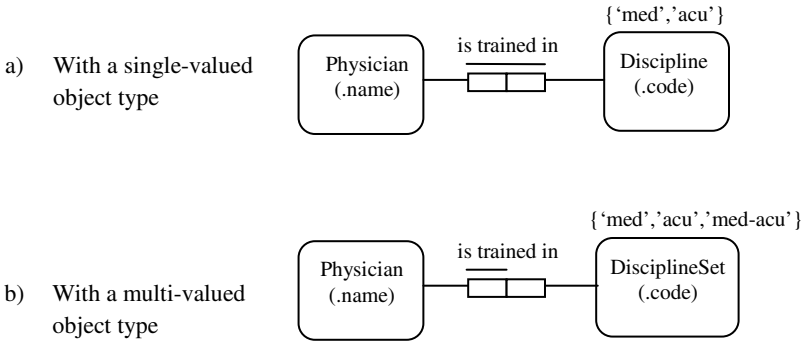 {‘med’,‘acu’}
is trained in
a) With a single-valued
object type
Physician
(.name)
Discipline
(.code)
{‘med’,‘acu’,’med-acu’}
is trained in
b) With a multi-valued
object type
Physician
(.name)
DisciplineSet
(.code)